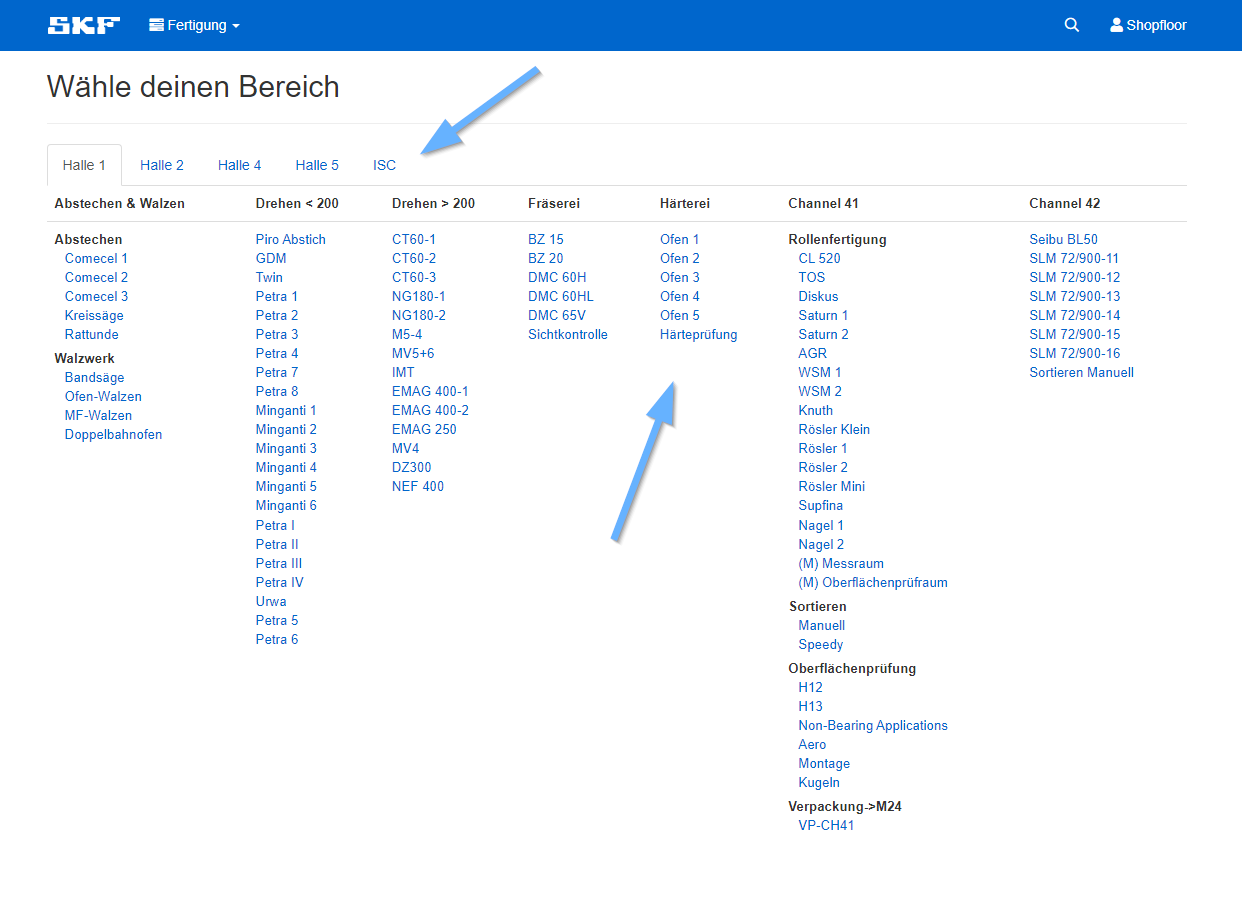 SKF Fertigung Shopfloor
Wähle deinen Bereich
Halle 1 Halle 2 Halle 4 Halle 5 ISC
Abstechen & Walzen
Abstechen
Comecel 1
Comecel 2
Comecel 3
Kreissäge
Rattunde
Walzwerk
Bandsäge
Ofen-Walzen
MF-Walzen
Doppelbahnofen
Drehen < 200
Piro Abstich
GDM
Twin
Petra 1
Petra 2
Petra 3
Petra 4
Petra 7
Petra 8
Minganti 1
Minganti 2
Minganti 3
Minganti 4
Minganti 5
Minganti 6
Petra I
Petra II
Petra III
Petra IV
Urwa
Petra 5
Petra 6
Drehen > 200
CT60-1
CT60-2
CT60-3
NG180-1
NG180-2
M5-4
MV5+6
IMT
EMAG 400-1
EMAG 400-2
EMAG 250
MV4
DZ300
NEF 400
Fräserei
BZ 15
BZ 20
DMC 60H
DMC 60HL
DMC 65V
Sichtkontrolle
Härterei
Ofen 1
Ofen 2
Ofen 3
Ofen 4
Ofen 5
Härteprüfung
Channel 41
Rollenfertigung
CL 520
TOS
Diskus
Saturn 1
Saturn 2
AGR
WSM 1
WSM 2
Knuth
Rösler Klein
Rösler 1
Rösler 2
Rösler Mini
Supfina
Nagel 1
Nagel 2
(M) Messraum
(M) Oberflächenprüfraum
Sortieren
Manuell
Speedy
Oberflächenprüfung
H12
H13
Non-Bearing Applications
Aero
Montage
Kugeln
Verpackung->M24
VP-CH41
Channel 42
Seibu BL50
SLM 72/900-11
SLM 72/900-12
SLM 72/900-13
SLM 72/900-14
SLM 72/900-15
SLM 72/900-16
Sortieren Manuell